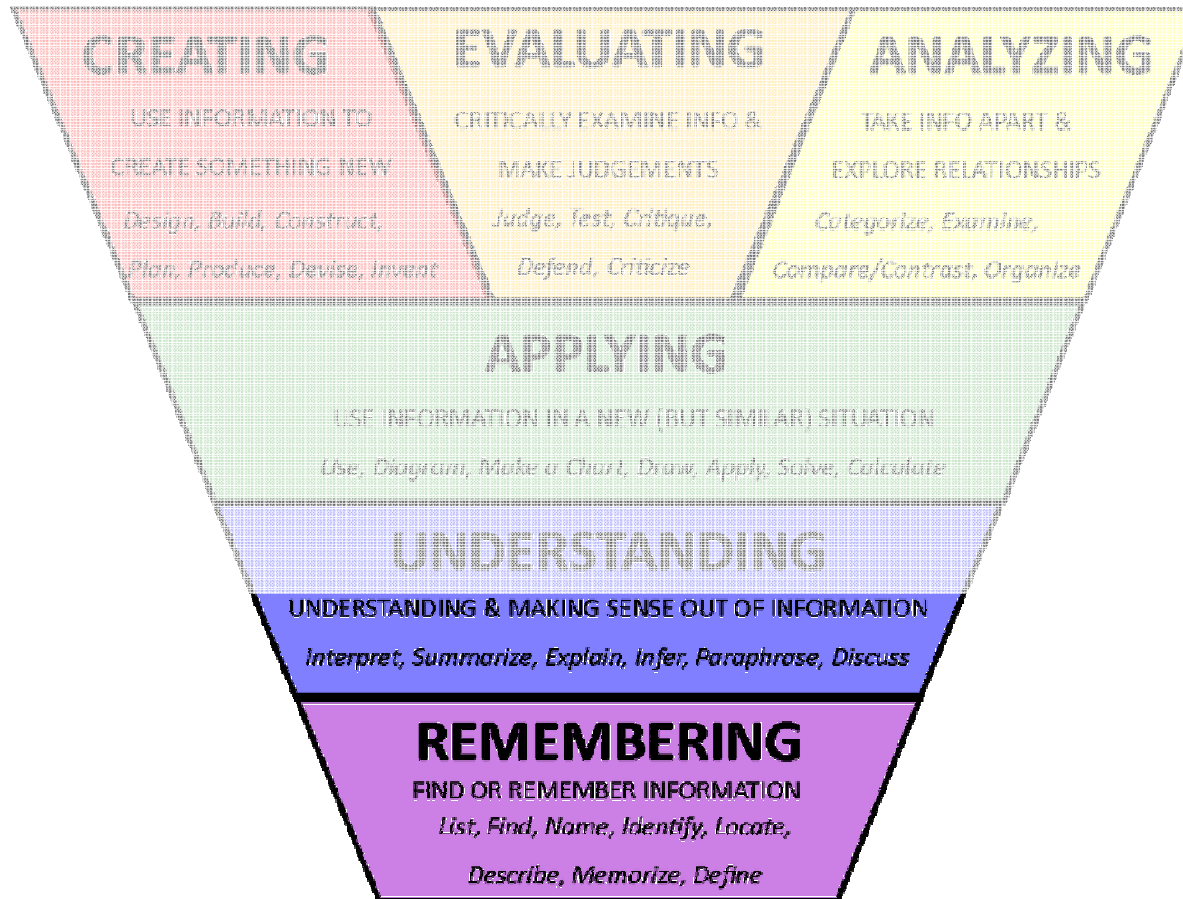 CREATING
USE INFORMATION TO
CREATE SOMETHING NEW
Design, Build, Construct,
Plan, Produce, Devise, Invent
EVALUATING
CRITICALLY EXAMINE INFO &
MAKE JUDGEMENTS
Judge, Test, Critique,
Defend, Criticize
ANALYZING
TAKE INFO APART &
EXPLORE RELATIONSHIPS
Categorize, Examine,
Compare/Contrast, Organize
APPLYING
USE INFORMATION IN A NEW (BUT SIMILAR) SITUATION
Use, Diagram, Make a Chart, Draw, Apply, Solve, Calculate
UNDERSTANDING
UNDERSTANDING & MAKING SENSE OUT OF INFORMATION
Interpret, Summarize, Explain, Infer, Paraphrase, Discuss
REMEMBERING
FIND OR REMEMBER INFORMATION
List, Find, Name, Identify, Locate,
Describe, Memorize, Define